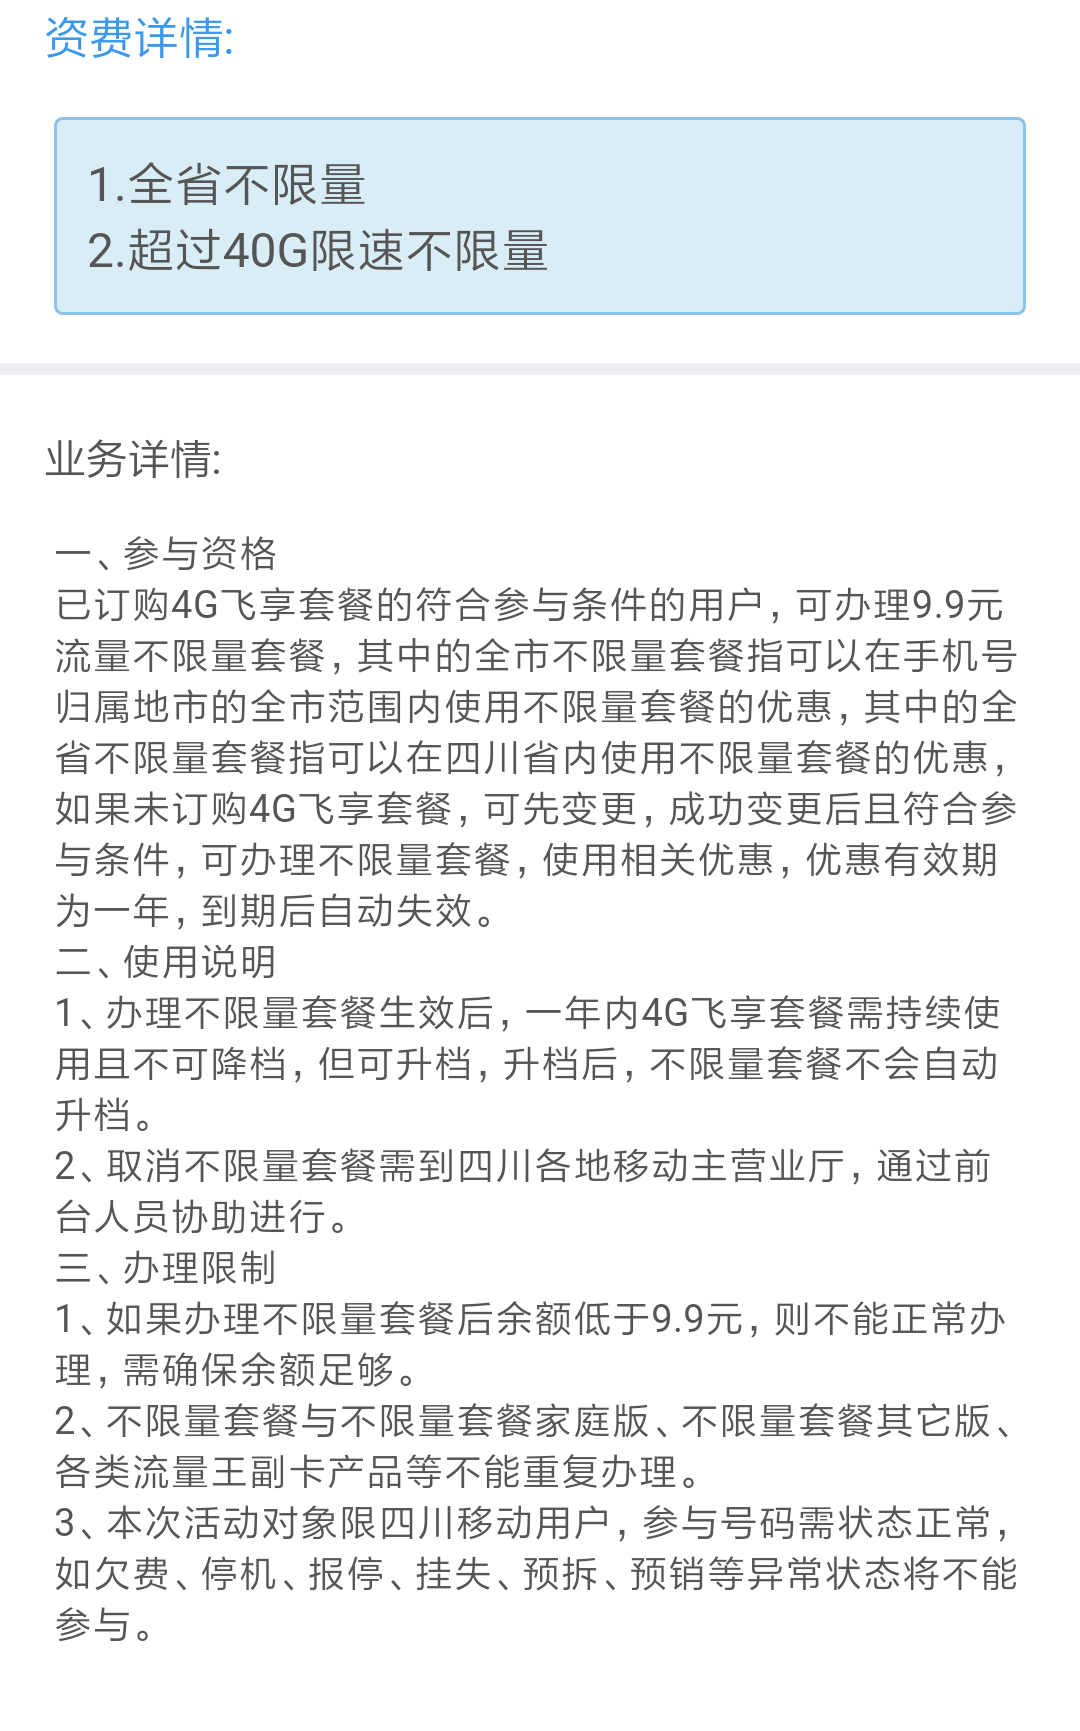 资费详情:
1.全省不限量
2.超过40G限速不限量
业务详情:
一、参与资格
已订购4G飞享套餐的符合参与条件的用户，可办理9.9元
流量不限量套餐，其中的全市不限量套餐指可以在手机号
归属地市的全市范围内使用不限量套餐的优惠，其中的全
省不限量套餐指可以在四川省内使用不限量套餐的优惠，
如果未订购4G飞享套餐，可先变更，成功变更后且符合参
与条件，可办理不限量套餐，使用相关优惠，优惠有效期
为一年，到期后自动失效。
二、使用说明
1、办理不限量套餐生效后，一年内4G飞享套餐需持续使
用且不可降档，但可升档，升档后，不限量套餐不会自动
升档。
2、取消不限量套餐需到四川各地移动主营业厅，通过前
台人员协助进行。
三、办理限制
1、如果办理不限量套餐后余额低于9.9元，则不能正常办
理，需确保余额足够。
2、不限量套餐与不限量套餐家庭版、不限量套餐其它版、
各类流量王副卡产品等不能重复办理。
3、本次活动对象限四川移动用户，参与号码需状态正常，
如欠费、停机、报停、挂失、预拆、预销等异常状态将不能
参与。